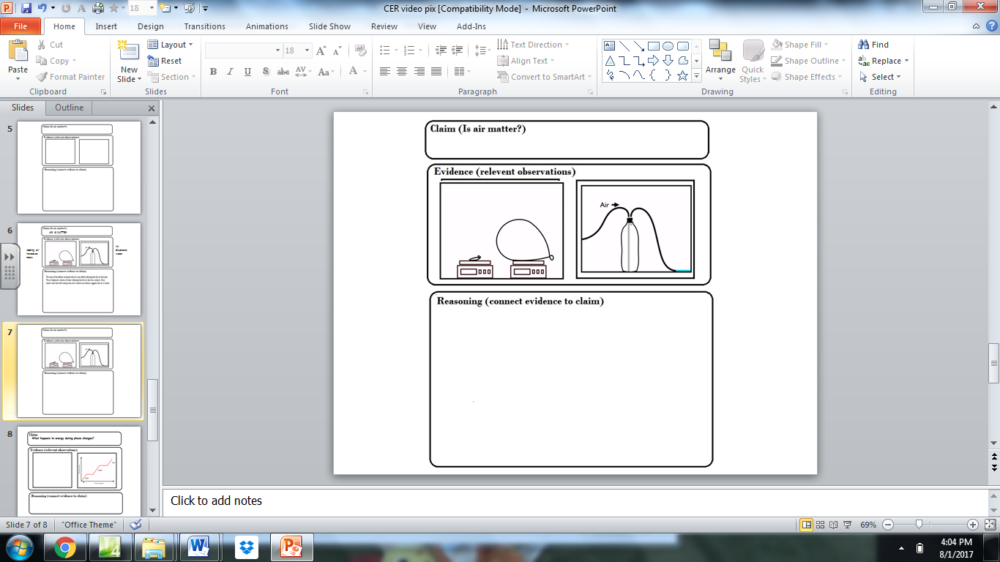 CER video pix [Compatibility Mode] - Microsoft PowerPoint
18
File Home Insert Design Transitions Animations Slide Show Review View Add-Ins
Paste
Cut
Copy
Format Painter
Clipboard
New Slide
Layout
Reset
Section
Slides
18
B I U S abc AV Aa A
Font
Paragraph
Text Direction
Align Text
Convert to SmartArt
Arrange
Quick Styles
Shape Fill
Shape Outline
Shape Effects
Drawing
Find
Replace
Select
Editing
Slides Outline
5
Claim (Is air matter?)
Evidence (relevant observations)
Reasoning (connect evidence to claim)
6
Claim (Is air matter?)
Evidence (relevent observations)
Reasoning (connect evidence to claim)
7
Claim (Is air matter?)
Evidence (relevent observations)
Reasoning (connect evidence to claim)
8
Claim
What happens to energy during phase changes?
Evidence (relevent observations)
Reasoning (connect evidence to claim)
Claim (Is air matter?)
Evidence (relevent observations)
Air
Reasoning (connect evidence to claim)
Click to add notes
Slide 7 of 8 "Office Theme" 69%
4:04 PM
8/1/2017